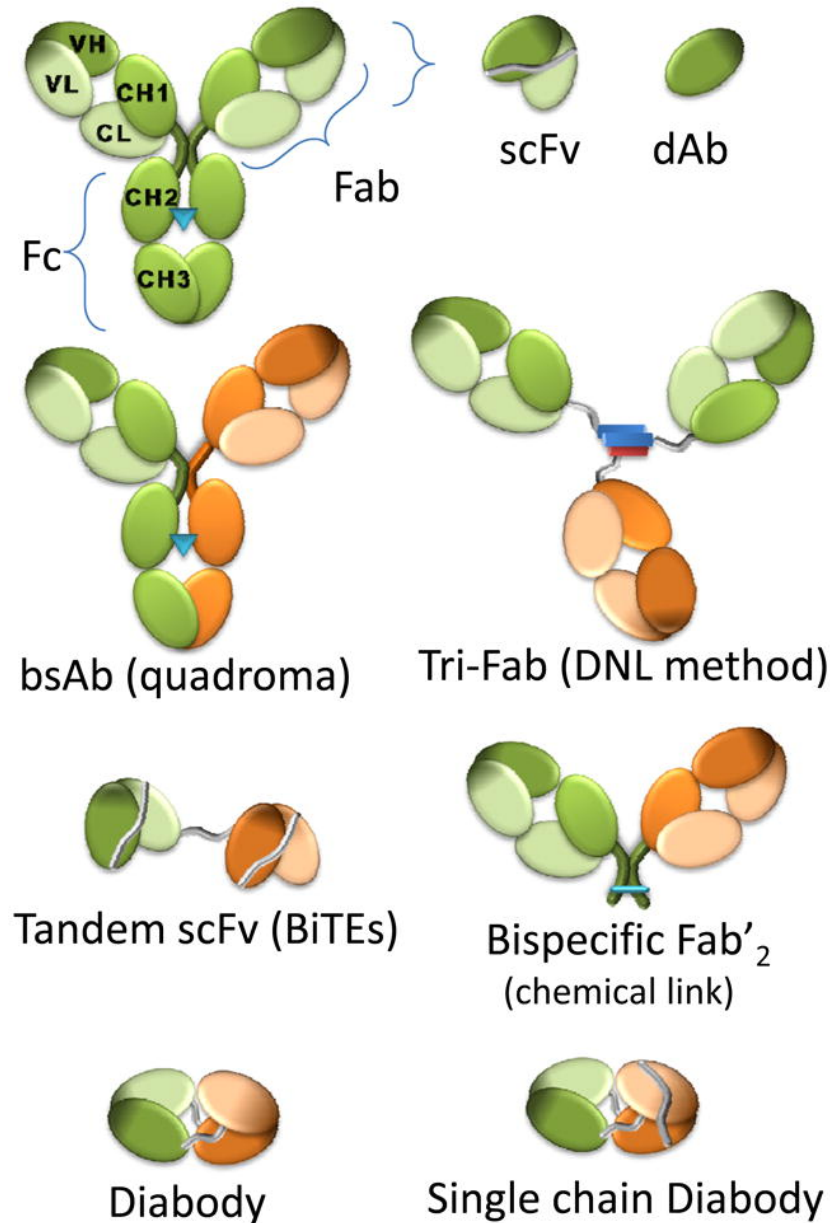 VH
VL
CH1
CL
scFv
dAb
Fab
CH2
Fc
CH3
bsAb (quadroma)
Tri-Fab (DNL method)
Tandem scFv (BiTEs)
Bispecific Fab’₂
(chemical link)
Diabody
Single chain Diabody